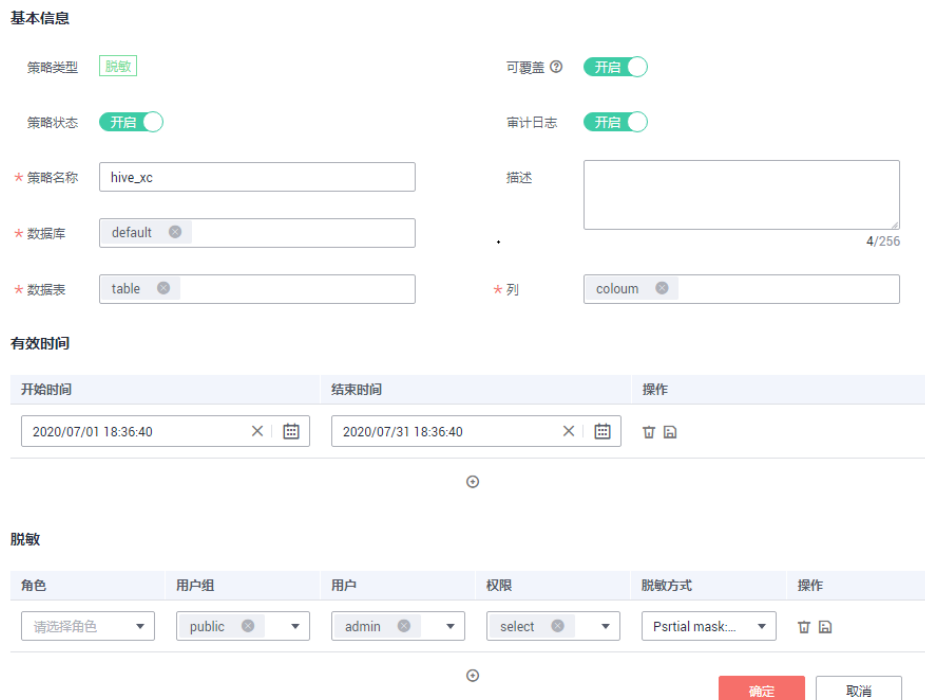 基本信息
策略类型 脱敏 可覆盖 ?
开启
策略状态 开启 审计日志 开启
* 策略名称 hive_xc 描述
* 数据库 default
4/256
* 数据表 table * 列 coloum
有效时间
开始时间 结束时间 操作
2020/07/01 18:36:40 2020/07/31 18:36:40
脱敏
角色 用户组 用户 权限 脱敏方式 操作
请选择角色 public admin select Psrtial mask:...
确定 取消